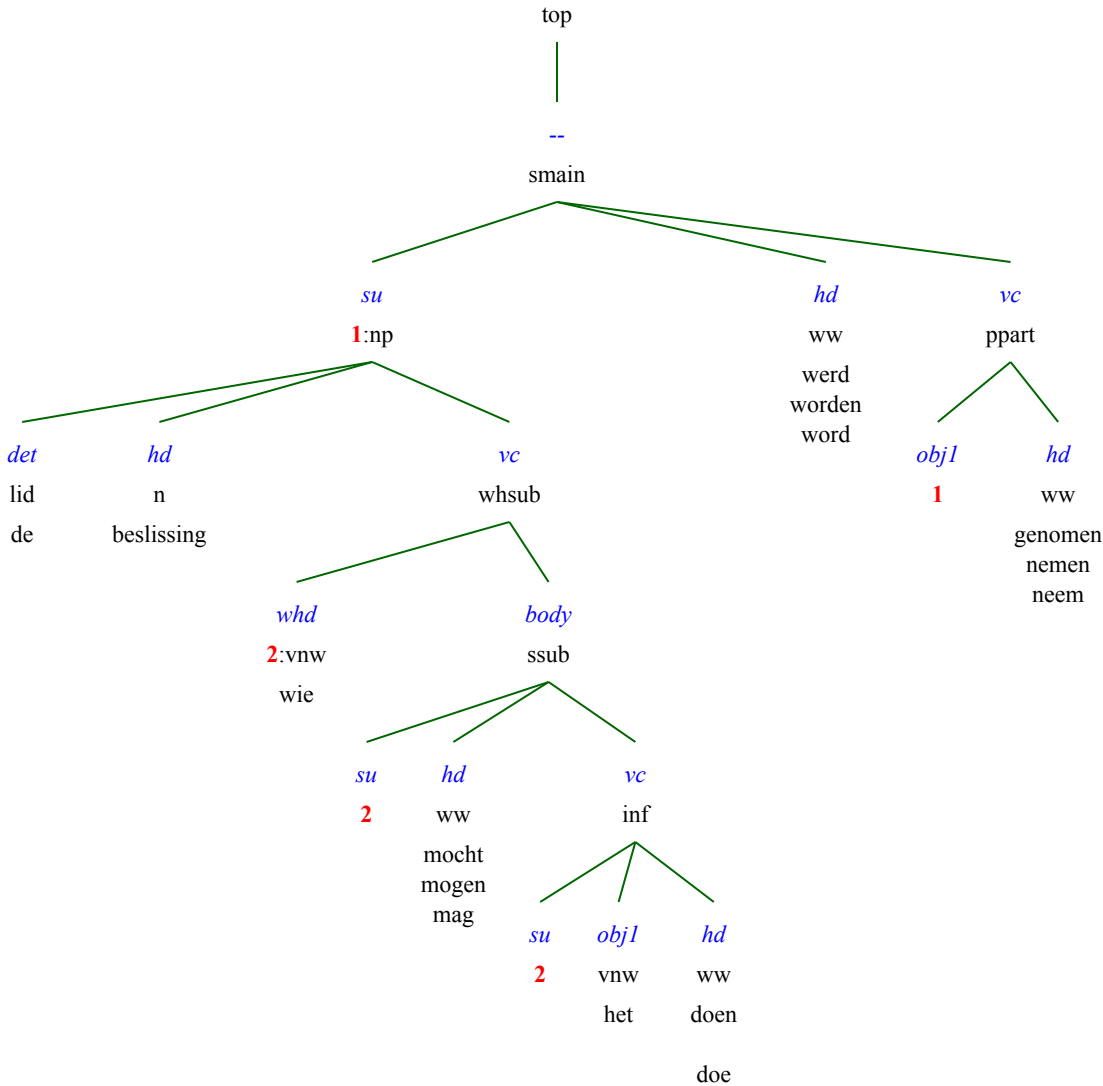 top
--
smain
su hd vc
1:np ww ppart
werd
worden
word
det hd vc obj1 hd
lid n whsub 1 ww
de beslissing genomen
nemen
neem
whd body
2:vnw ssub
wie
su hd vc
2 ww inf
mocht
mogen
mag
su obj1 hd
2 vnw ww
het doen
doe